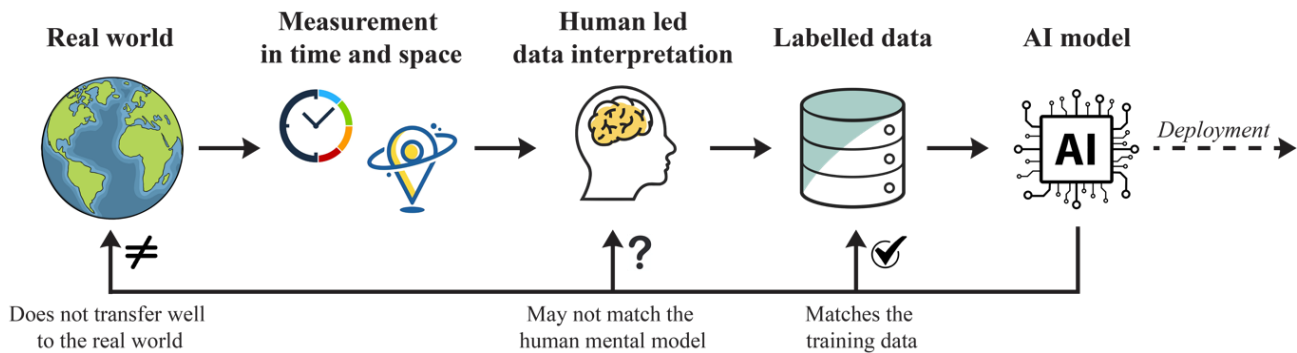 Real world
Measurement
in time and space
Human led
data interpretation
Labelled data
AI model
AI
Deployment
≠
?
Does not transfer well
to the real world
May not match the
human mental model
Matches the
training data